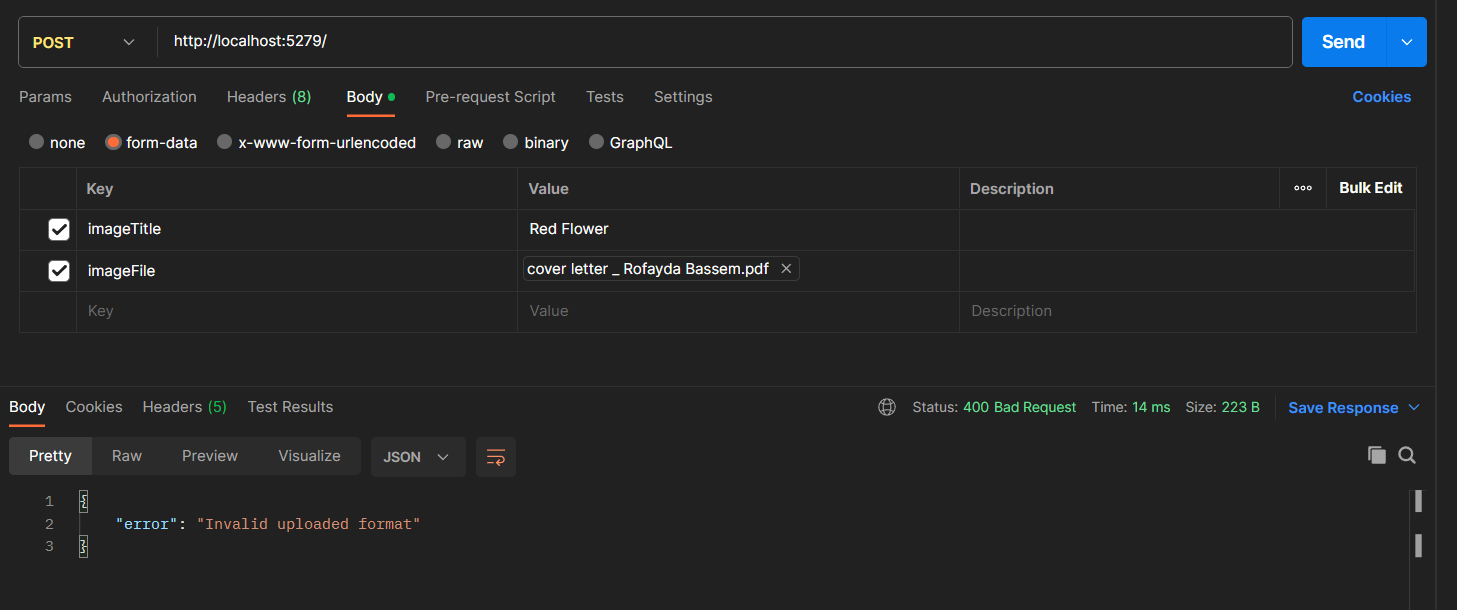 POST http://localhost:5279/ Send
Params Authorization Headers (8) Body Pre-request Script Tests Settings Cookies
none form-data x-www-form-urlencoded raw binary GraphQL
Key Value Description Bulk Edit
imageTitle Red Flower
imageFile cover letter _ Rofayda Bassem.pdf
Key Value Description
Body Cookies Headers (5) Test Results Status: 400 Bad Request Time: 14 ms Size: 223 B Save Response
Pretty Raw Preview Visualize JSON
1 {
2 "error": "Invalid uploaded format"
3 }